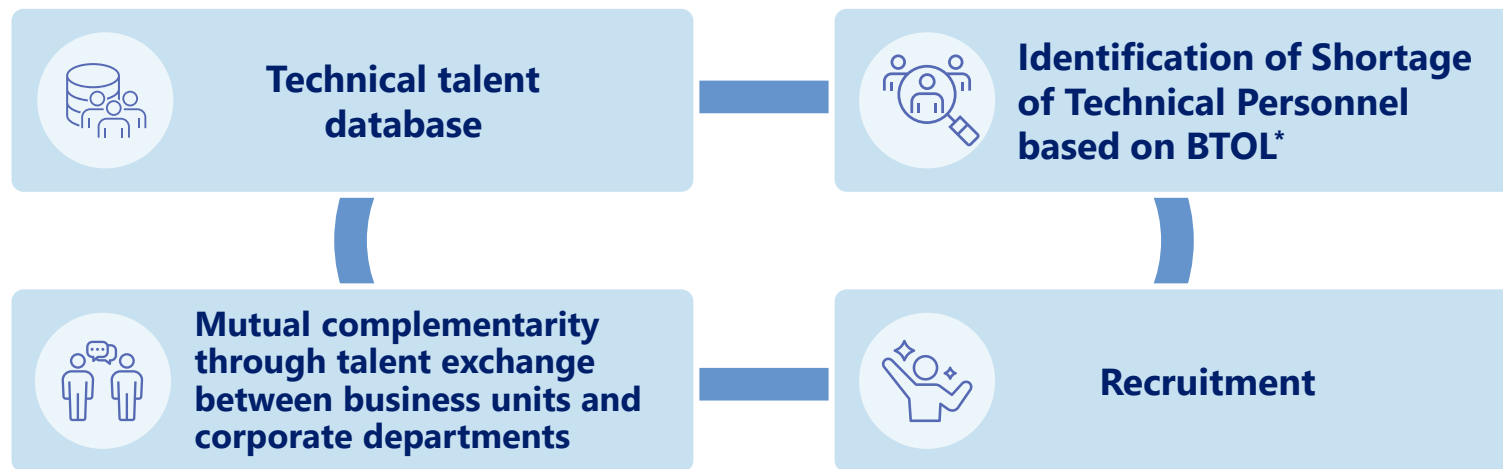 Technical talent
database
Identification of Shortage
of Technical Personnel
based on BTOL*
Mutual complementarity
through talent exchange
between business units and
corporate departments
Recruitment